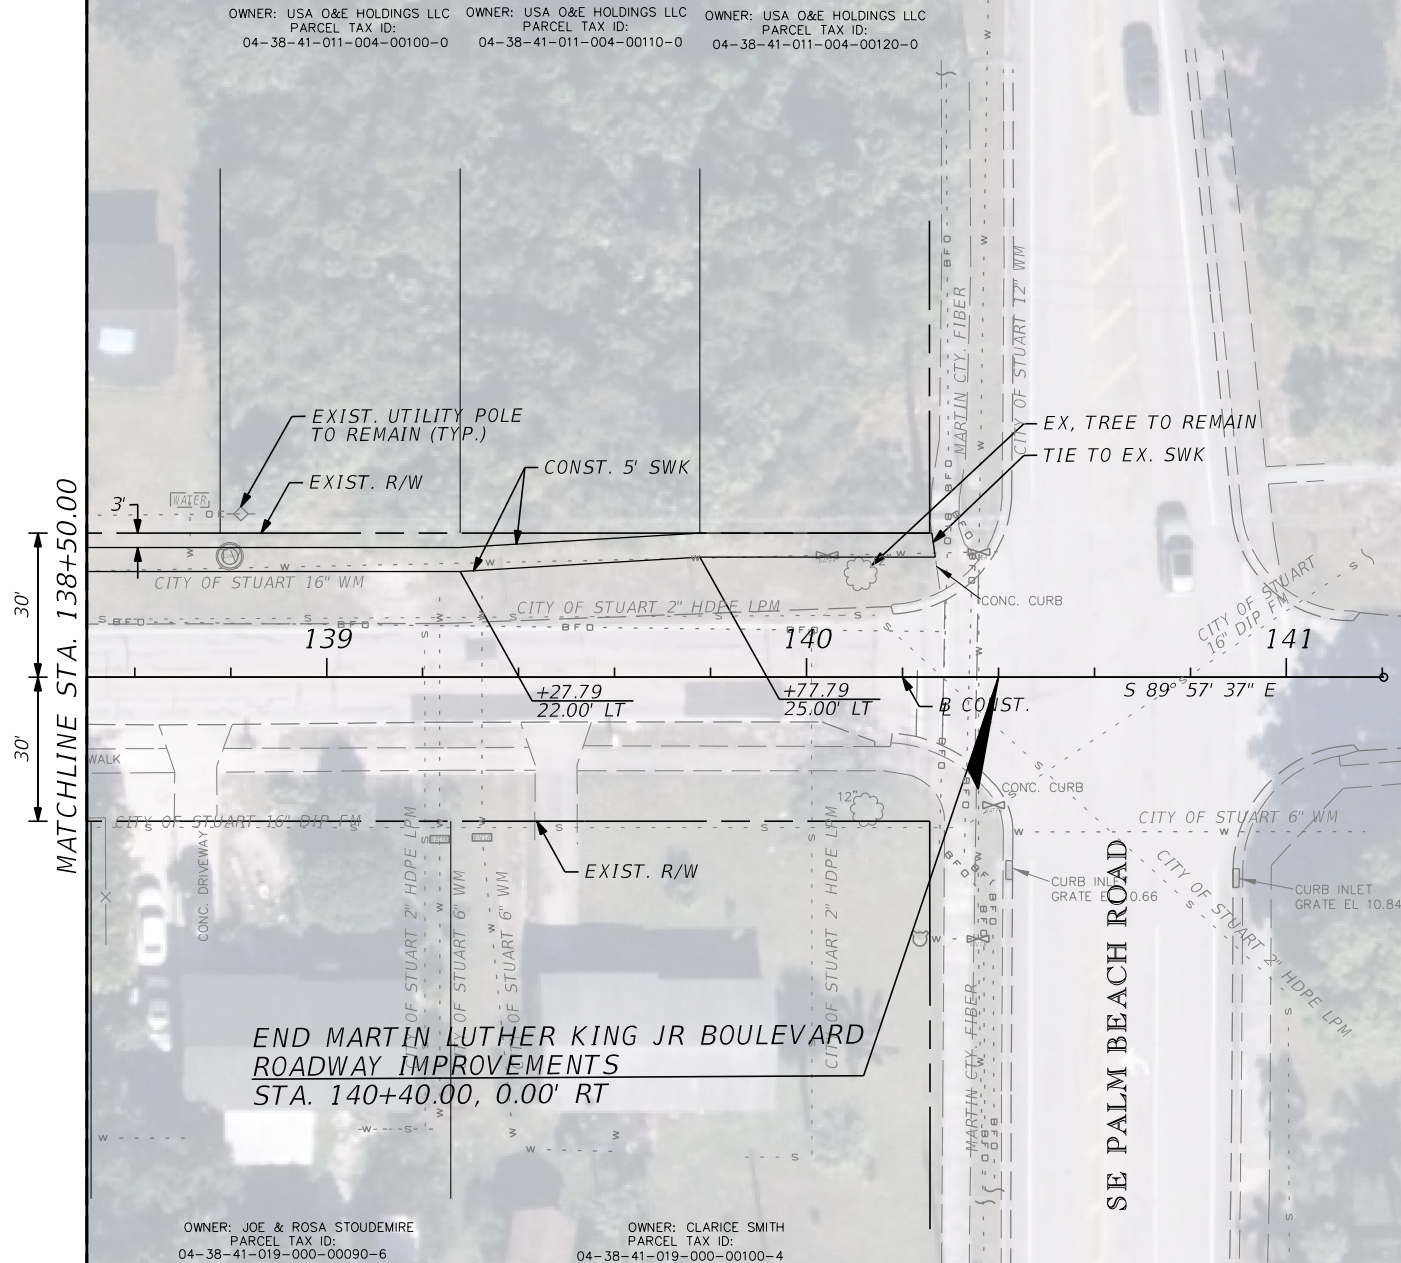 OWNER: USA O&E HOLDINGS LLC
PARCEL TAX ID:
04-38-41-011-004-00100-0
OWNER: USA O&E HOLDINGS LLC
PARCEL TAX ID:
04-38-41-011-004-00110-0
OWNER: USA O&E HOLDINGS LLC
PARCEL TAX ID:
04-38-41-011-004-00120-0
MARTIN CTY. FIBER
CITY OF STUART 12" WM
EXIST. UTILITY POLE
TO REMAIN (TYP.)
EXIST. R/W
CONST. 5' SWK
EX, TREE TO REMAIN
TIE TO EX. SWK
WATER
3'
30'
30'
MATCHLINE STA. 138+50.00
CITY OF STUART 16" WM
CITY OF STUART 2" HDPE LPM
CONC. CURB
CITY OF STUART
16" DIP FM
139
140
141
+27.79
22.00' LT
+77.79
25.00' LT
B CONST.
L
S 89° 57' 37" E
WALK
CONC. CURB
12"
CITY OF STUART 16" DIP FM
CITY OF STUART 6" WM
EXIST. R/W
CONC. DRIVEWAY
CITY OF STUART 2" HDPE LPM
CITY OF STUART 6" WM
CITY OF STUART 6" WM
CITY OF STUART 2" HDPE LPM
CURB INLET
GRATE EL 10.66
CURB INLET
GRATE EL 10.84
CITY OF STUART 2" HDPE LPM
MARTIN CTY. FIBER
SE PALM BEACH ROAD
END MARTIN LUTHER KING JR BOULEVARD
ROADWAY IMPROVEMENTS
STA. 140+40.00, 0.00' RT
OWNER: JOE & ROSA STOUDEMIRE
PARCEL TAX ID:
04-38-41-019-000-00090-6
OWNER: CLARICE SMITH
PARCEL TAX ID:
04-38-41-019-000-00100-4